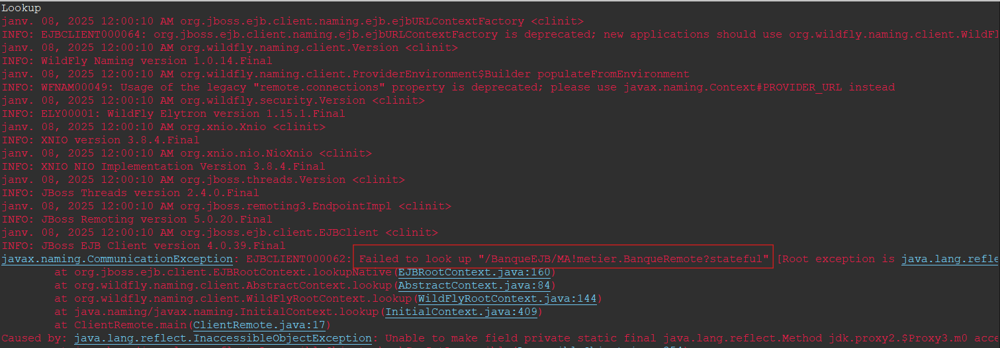 Lookup
janv. 08, 2025 12:00:10 AM org.jboss.ejb.client.naming.ejb.ejbURLContextFactory <clinit>
INFO: EJBCLIENT000064: org.jboss.ejb.client.naming.ejb.ejbURLContextFactory is deprecated; new applications should use org.wildfly.naming.client.WildFl
janv. 08, 2025 12:00:10 AM org.wildfly.naming.client.Version <clinit>
INFO: WildFly Naming version 1.0.14.Final
janv. 08, 2025 12:00:10 AM org.wildfly.naming.client.ProviderEnvironment$Builder populateFromEnvironment
INFO: WFNAM00049: Usage of the legacy "remote.connections" property is deprecated; please use javax.naming.Context#PROVIDER_URL instead
janv. 08, 2025 12:00:10 AM org.wildfly.security.Version <clinit>
INFO: ELY00001: WildFly Elytron version 1.15.1.Final
janv. 08, 2025 12:00:10 AM org.xnio.Xnio <clinit>
INFO: XNIO version 3.8.4.Final
janv. 08, 2025 12:00:10 AM org.xnio.nio.NioXnio <clinit>
INFO: XNIO NIO Implementation Version 3.8.4.Final
janv. 08, 2025 12:00:10 AM org.jboss.threads.Version <clinit>
INFO: JBoss Threads version 2.4.0.Final
janv. 08, 2025 12:00:10 AM org.jboss.remoting3.EndpointImpl <clinit>
INFO: JBoss Remoting version 5.0.20.Final
janv. 08, 2025 12:00:10 AM org.jboss.ejb.client.EJBClient <clinit>
INFO: JBoss EJB Client version 4.0.39.Final
javax.naming.CommunicationException: EJBCLIENT000062: Failed to look up "/BanqueEJB/MA!metier.BanqueRemote?stateful" [Root exception is java.lang.refle
at org.jboss.ejb.client.EJBRootContext.lookupNative(EJBRootContext.java:160)
at org.wildfly.naming.client.AbstractContext.lookup(AbstractContext.java:84)
at org.wildfly.naming.client.WildFlyRootContext.lookup(WildFlyRootContext.java:144)
at java.naming/javax.naming.InitialContext.lookup(InitialContext.java:409)
at ClientRemote.main(ClientRemote.java:17)
Caused by: java.lang.reflect.InaccessibleObjectException: Unable to make field private static final java.lang.reflect.Method jdk.proxy2.$Proxy3.m0 acce